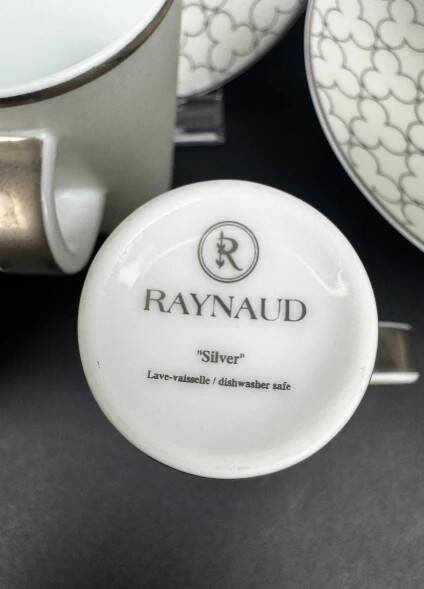 R
RAYNAUD
"Silver"
Lave-vaisselle / dishwasher safe